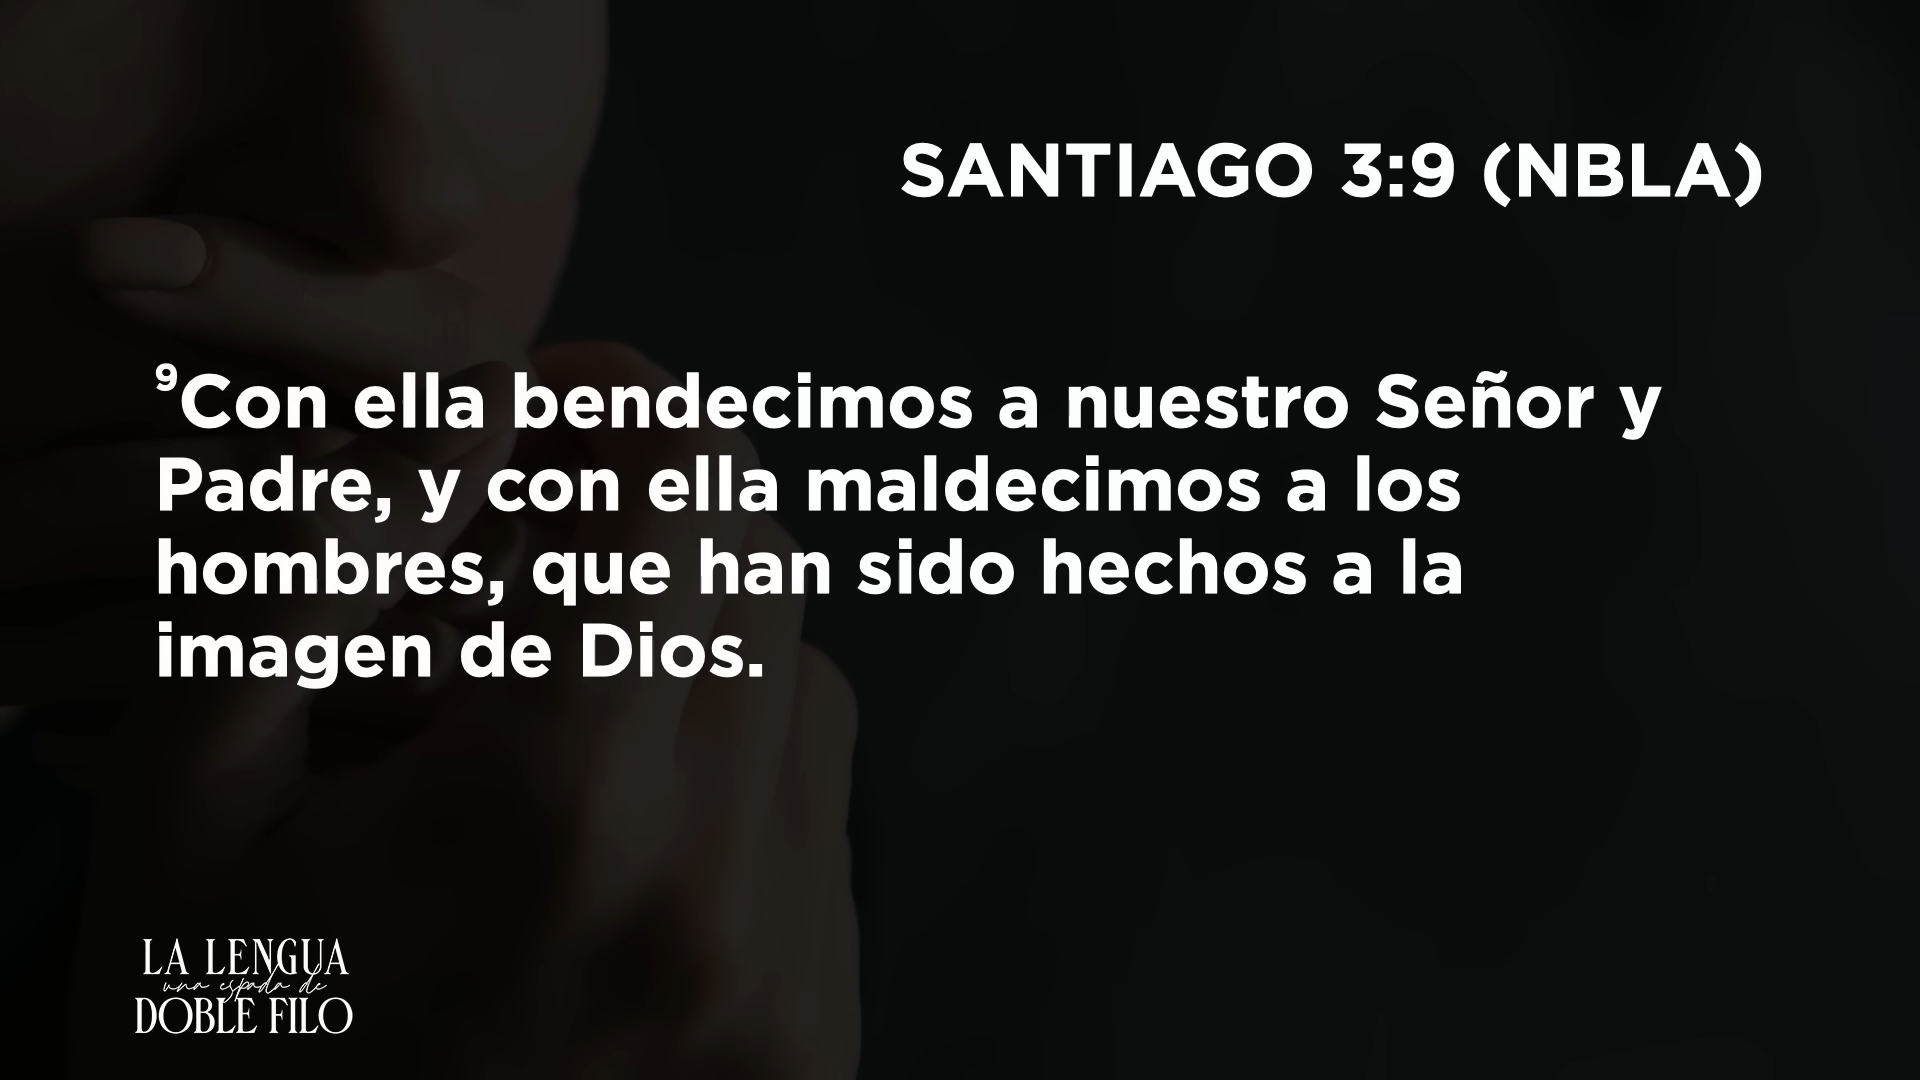 SANTIAGO 3:9 (NBLA)
⁹Con ella bendecimos a nuestro Señor y
Padre, y con ella maldecimos a los
hombres, que han sido hechos a la
imagen de Dios.
LA LENGUA
una espada de
DOBLE FILO